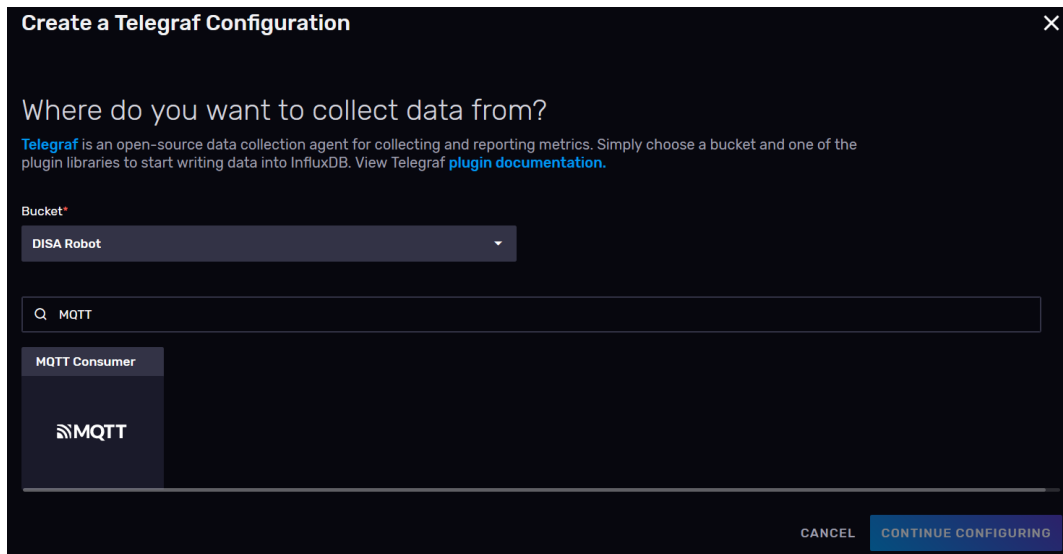 Create a Telegraf Configuration
Where do you want to collect data from?
Telegraf is an open-source data collection agent for collecting and reporting metrics. Simply choose a bucket and one of the
plugin libraries to start writing data into InfluxDB. View Telegraf plugin documentation.
Bucket*
DISA Robot
MQTT
MQTT Consumer
MQTT
CANCEL CONTINUE CONFIGURING